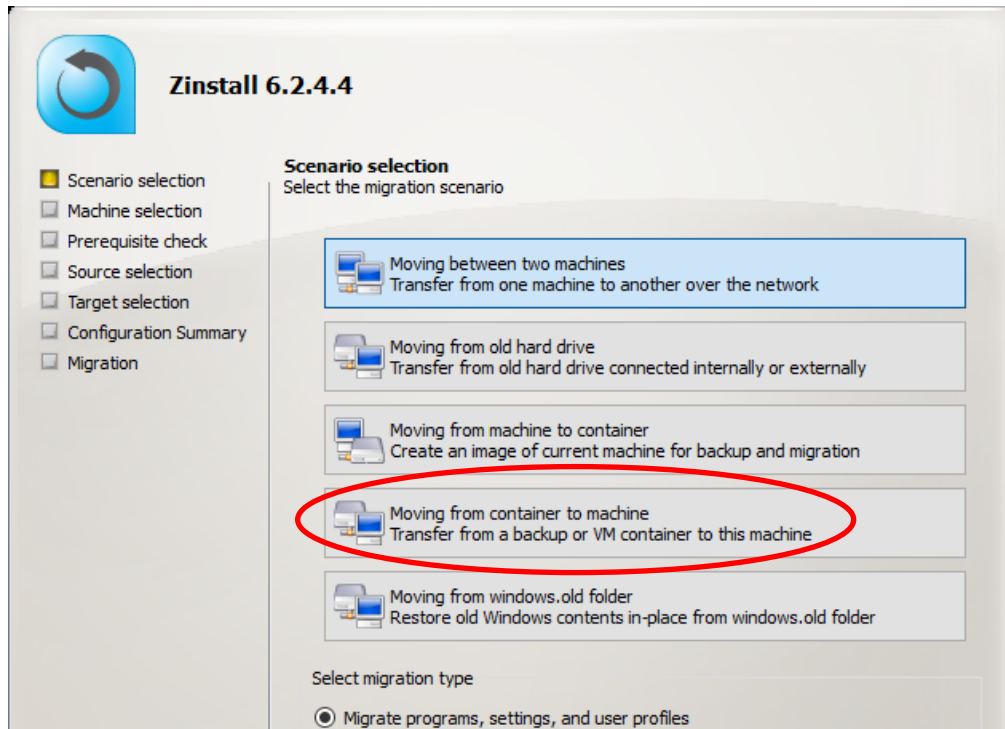 Zinstall 6.2.4.4
Scenario selection
Machine selection
Prerequisite check
Source selection
Target selection
Configuration Summary
Migration
Scenario selection
Select the migration scenario
Moving between two machines
Transfer from one machine to another over the network
Moving from old hard drive
Transfer from old hard drive connected internally or externally
Moving from machine to container
Create an image of current machine for backup and migration
Moving from container to machine
Transfer from a backup or VM container to this machine
Moving from windows.old folder
Restore old Windows contents in-place from windows.old folder
Select migration type
Migrate programs, settings, and user profiles